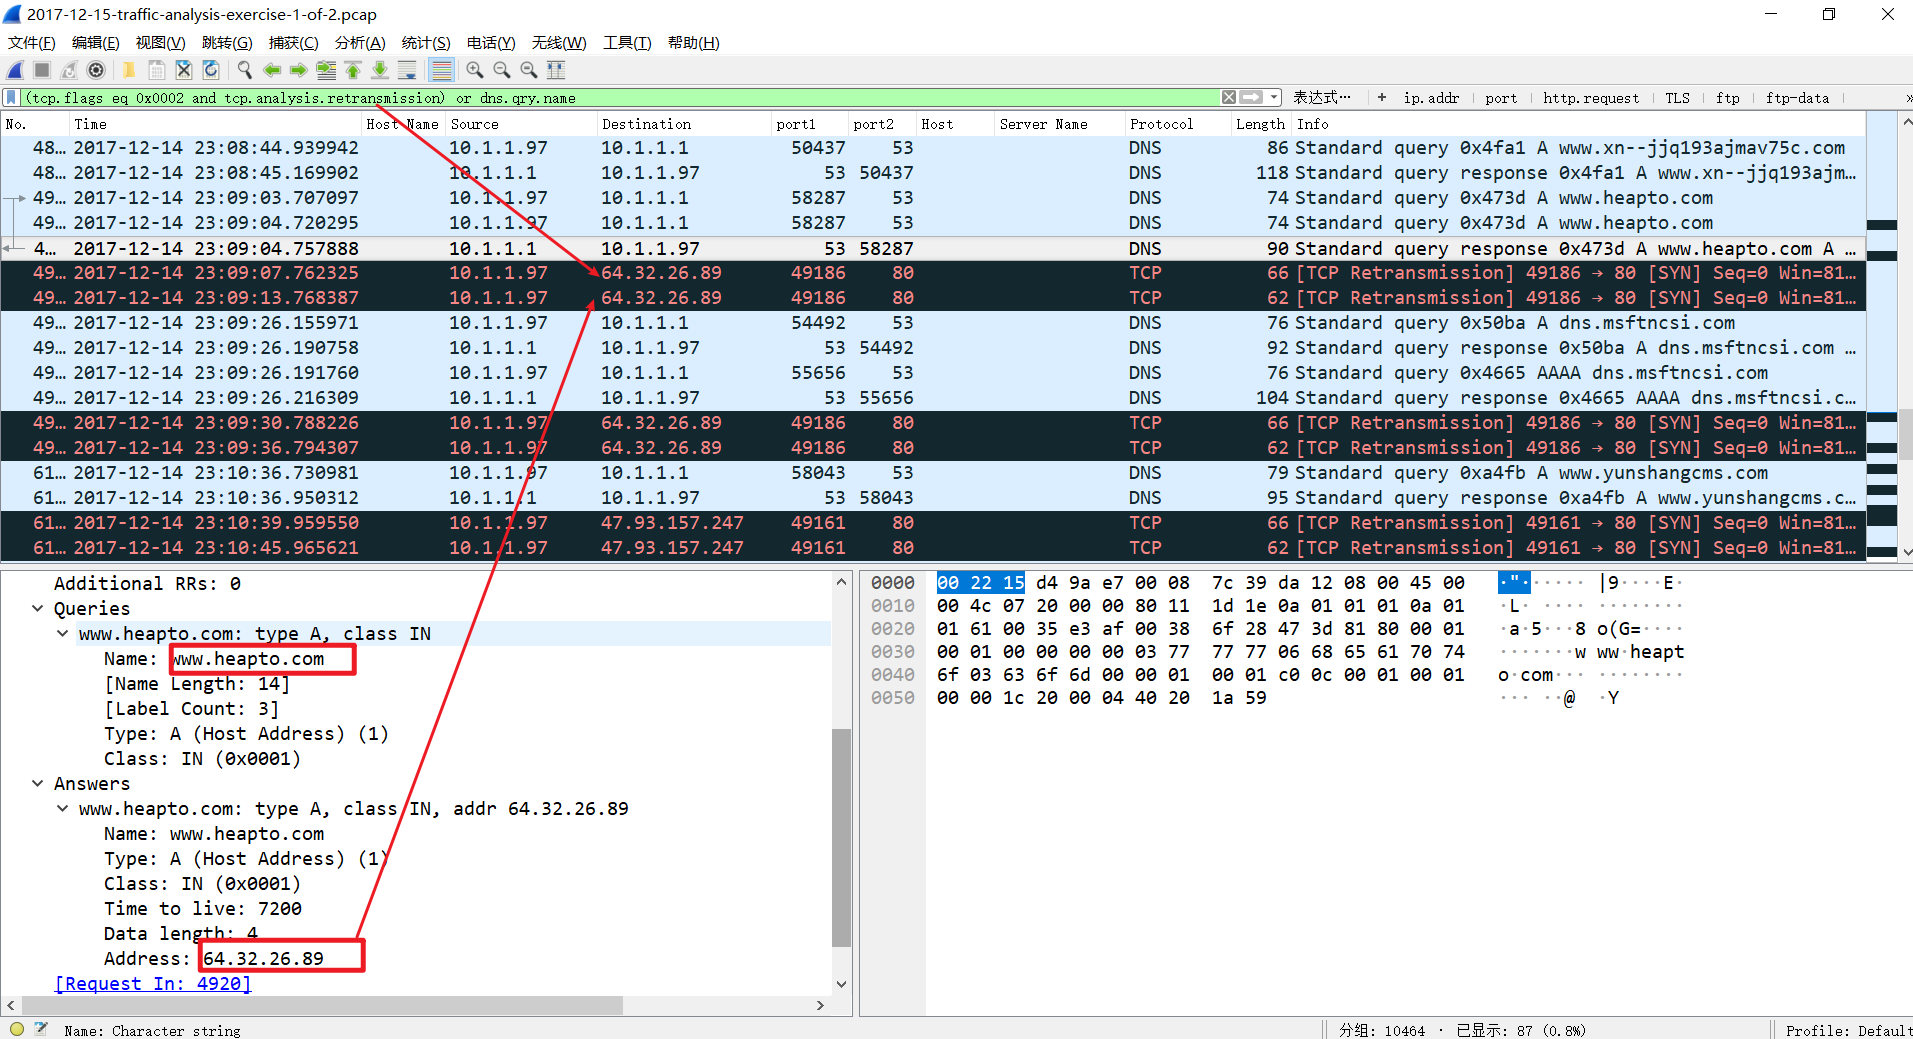 2017-12-15-traffic-analysis-exercise-1-of-2.pcap
文件(F) 编辑(E) 视图(V) 跳转(G) 捕获(C) 分析(A) 统计(S) 电话(Y) 无线(W) 工具(T) 帮助(H)
(tcp.flags eq 0x0002 and tcp.analysis.retransmission) or dns.qry.name 表达式… + ip.addr port http.request TLS ftp ftp-data »
No. Time Host Name Source Destination port1 port2 Host Server Name Protocol Length Info
48… 2017-12-14 23:08:44.939942 10.1.1.97 10.1.1.1 50437 53 DNS 86 Standard query 0x4fa1 A www.xn--jjq193ajmav75c.com
48… 2017-12-14 23:08:45.169902 10.1.1.1 10.1.1.97 53 50437 DNS 118 Standard query response 0x4fa1 A www.xn--jjq193ajm…
49… 2017-12-14 23:09:03.707097 10.1.1.97 10.1.1.1 58287 53 DNS 74 Standard query 0x473d A www.heapto.com
49… 2017-12-14 23:09:04.720295 10.1.1.97 10.1.1.1 58287 53 DNS 74 Standard query 0x473d A www.heapto.com
4… 2017-12-14 23:09:04.757888 10.1.1.1 10.1.1.97 53 58287 DNS 90 Standard query response 0x473d A www.heapto.com A …
49… 2017-12-14 23:09:07.762325 10.1.1.97 64.32.26.89 49186 80 TCP 66 [TCP Retransmission] 49186 → 80 [SYN] Seq=0 Win=81…
49… 2017-12-14 23:09:13.768387 10.1.1.97 64.32.26.89 49186 80 TCP 62 [TCP Retransmission] 49186 → 80 [SYN] Seq=0 Win=81…
49… 2017-12-14 23:09:26.155971 10.1.1.97 10.1.1.1 54492 53 DNS 76 Standard query 0x50ba A dns.msftncsi.com
49… 2017-12-14 23:09:26.190758 10.1.1.1 10.1.1.97 53 54492 DNS 92 Standard query response 0x50ba A dns.msftncsi.com …
49… 2017-12-14 23:09:26.191760 10.1.1.97 10.1.1.1 55656 53 DNS 76 Standard query 0x4665 AAAA dns.msftncsi.com
49… 2017-12-14 23:09:26.216309 10.1.1.1 10.1.1.97 53 55656 DNS 104 Standard query response 0x4665 AAAA dns.msftncsi.c…
49… 2017-12-14 23:09:30.788226 10.1.1.97 64.32.26.89 49186 80 TCP 66 [TCP Retransmission] 49186 → 80 [SYN] Seq=0 Win=81…
49… 2017-12-14 23:09:36.794307 10.1.1.97 64.32.26.89 49186 80 TCP 62 [TCP Retransmission] 49186 → 80 [SYN] Seq=0 Win=81…
61… 2017-12-14 23:10:36.730981 10.1.1.97 10.1.1.1 58043 53 DNS 79 Standard query 0xa4fb A www.yunshangcms.com
61… 2017-12-14 23:10:36.950312 10.1.1.1 10.1.1.97 53 58043 DNS 95 Standard query response 0xa4fb A www.yunshangcms.c…
61… 2017-12-14 23:10:39.959550 10.1.1.97 47.93.157.247 49161 80 TCP 66 [TCP Retransmission] 49161 → 80 [SYN] Seq=0 Win=81…
61… 2017-12-14 23:10:45.965621 10.1.1.97 47.93.157.247 49161 80 TCP 62 [TCP Retransmission] 49161 → 80 [SYN] Seq=0 Win=81…
Additional RRs: 0
Queries
www.heapto.com: type A, class IN
Name: www.heapto.com
[Name Length: 14]
[Label Count: 3]
Type: A (Host Address) (1)
Class: IN (0x0001)
Answers
www.heapto.com: type A, class IN, addr 64.32.26.89
Name: www.heapto.com
Type: A (Host Address) (1)
Class: IN (0x0001)
Time to live: 7200
Data length: 4
Address: 64.32.26.89
[Request In: 4920]
0000 00 22 15 d4 9a e7 00 08 7c 39 da 12 08 00 45 00 ·"····· |9····E·
0010 00 4c 07 20 00 00 80 11 1d 1e 0a 01 01 01 0a 01 ·L· ···· ········
0020 01 61 00 35 e3 af 00 38 6f 28 47 3d 81 80 00 01 ·a·5···8 o(G=····
0030 00 01 00 00 00 00 03 77 77 77 06 68 65 61 70 74 ·······w ww·heapt
0040 6f 03 63 6f 6d 00 00 01 00 01 c0 0c 00 01 00 01 o·com··· ········
0050 00 00 1c 20 00 04 40 20 1a 59 ··· ··@ ·Y
Name: Character string 分组: 10464 · 已显示: 87 (0.8%) Profile: Default